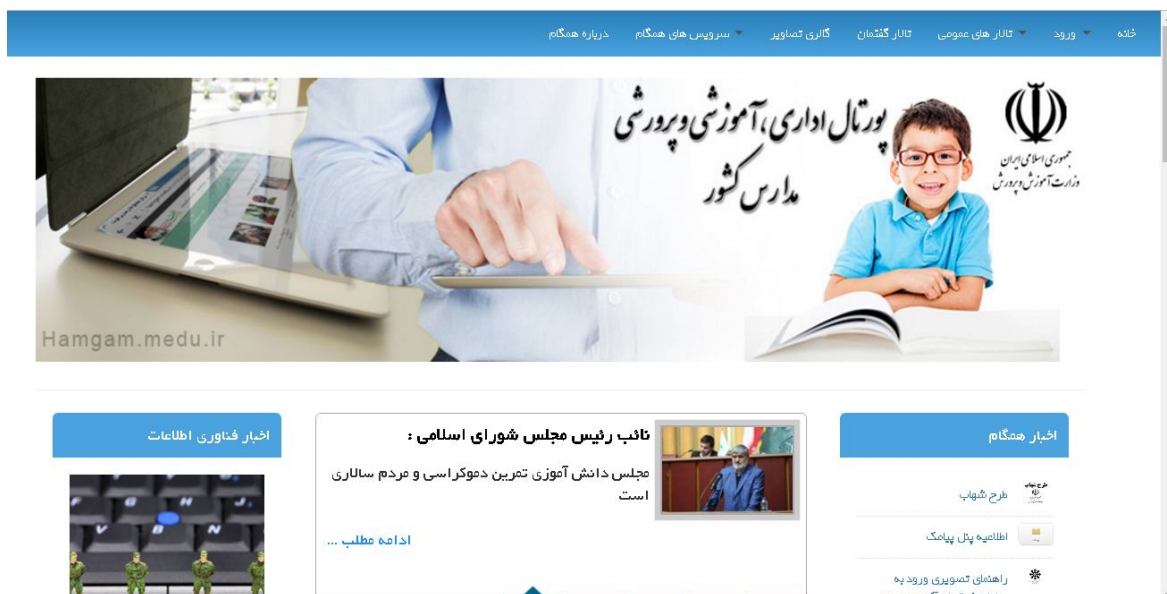 خانه
ورود
تالار های عمومی
تالار گفتمان
گالری تصاویر
سرویس های همگام
درباره همگام
پورتال اداری، آموزشی و پرورشی
مدارس کشور
جمهوری اسلامی ایران
وزارت آموزش و پرورش
Hamgam.medu.ir
اخبار همگام
طرح شهاب
اطلاعیه پنل پیامک
راهنمای تصویری ورود به
نائب رئیس مجلس شورای اسلامی :
مجلس دانش آموزی تمرین دموکراسی و مردم سالاری
است
ادامه مطلب ...
اخبار فناوری اطلاعات